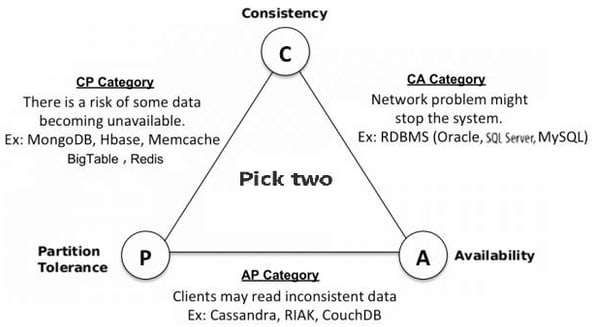 Consistency
C
CP Category
There is a risk of some data
becoming unavailable.
Ex: MongoDB, Hbase, Memcache
BigTable , Redis
CA Category
Network problem might
stop the system.
Ex: RDBMS (Oracle, SQL Server, MySQL)
Pick two
Partition
Tolerance
P
A
Availability
AP Category
Clients may read inconsistent data
Ex: Cassandra, RIAK, CouchDB